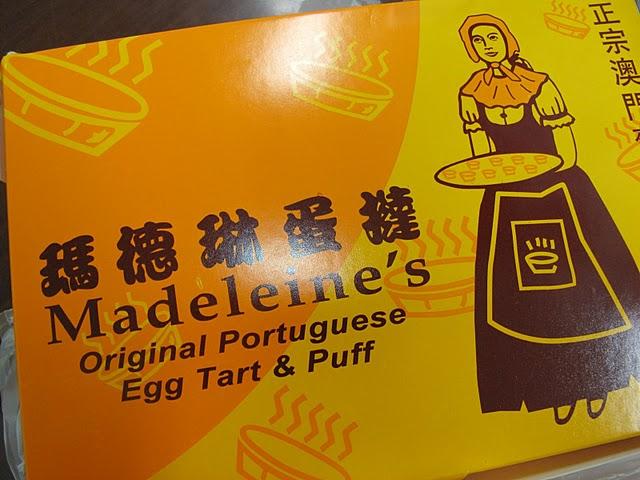 正宗澳門
瑪德琳蛋撻
Madeleine's
Original Portuguese
Egg Tart & Puff